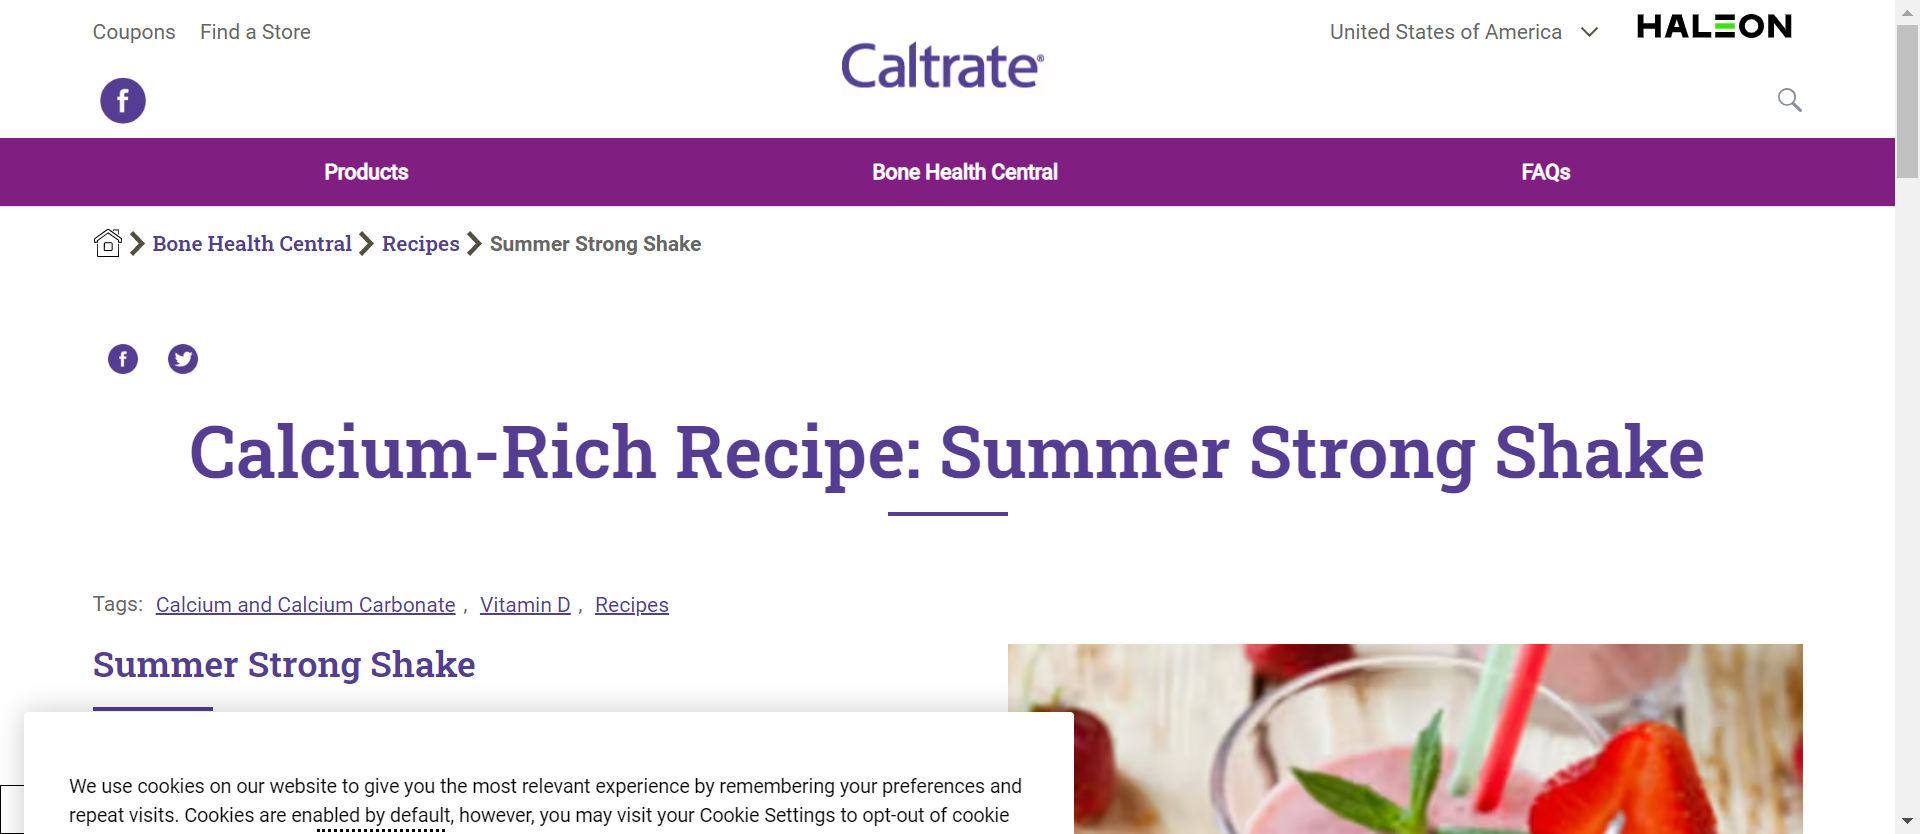 Coupons Find a Store
United States of America
HALEON
Caltrate®
f
Products Bone Health Central FAQs
Bone Health Central Recipes Summer Strong Shake
f
Calcium-Rich Recipe: Summer Strong Shake
Tags: Calcium and Calcium Carbonate , Vitamin D , Recipes
Summer Strong Shake
We use cookies on our website to give you the most relevant experience by remembering your preferences and
repeat visits. Cookies are enabled by default, however, you may visit your Cookie Settings to opt-out of cookie